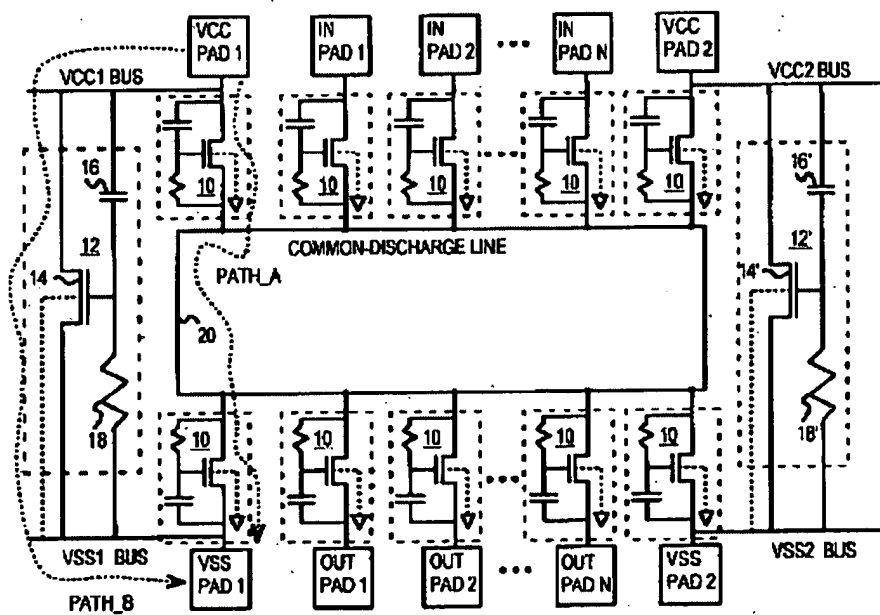 VCC PAD 1
IN PAD 1
IN PAD 2
IN PAD N
VCC PAD 2
VCC1 BUS
VCC2 BUS
10
10
10
10
10
16
16'
12
12'
14
14'
COMMON-DISCHARGE LINE
PATH_A
20
18
18'
10
10
10
10
10
VSS1 BUS
VSS2 BUS
VSS PAD 1
OUT PAD 1
OUT PAD 2
OUT PAD N
VSS PAD 2
PATH_B